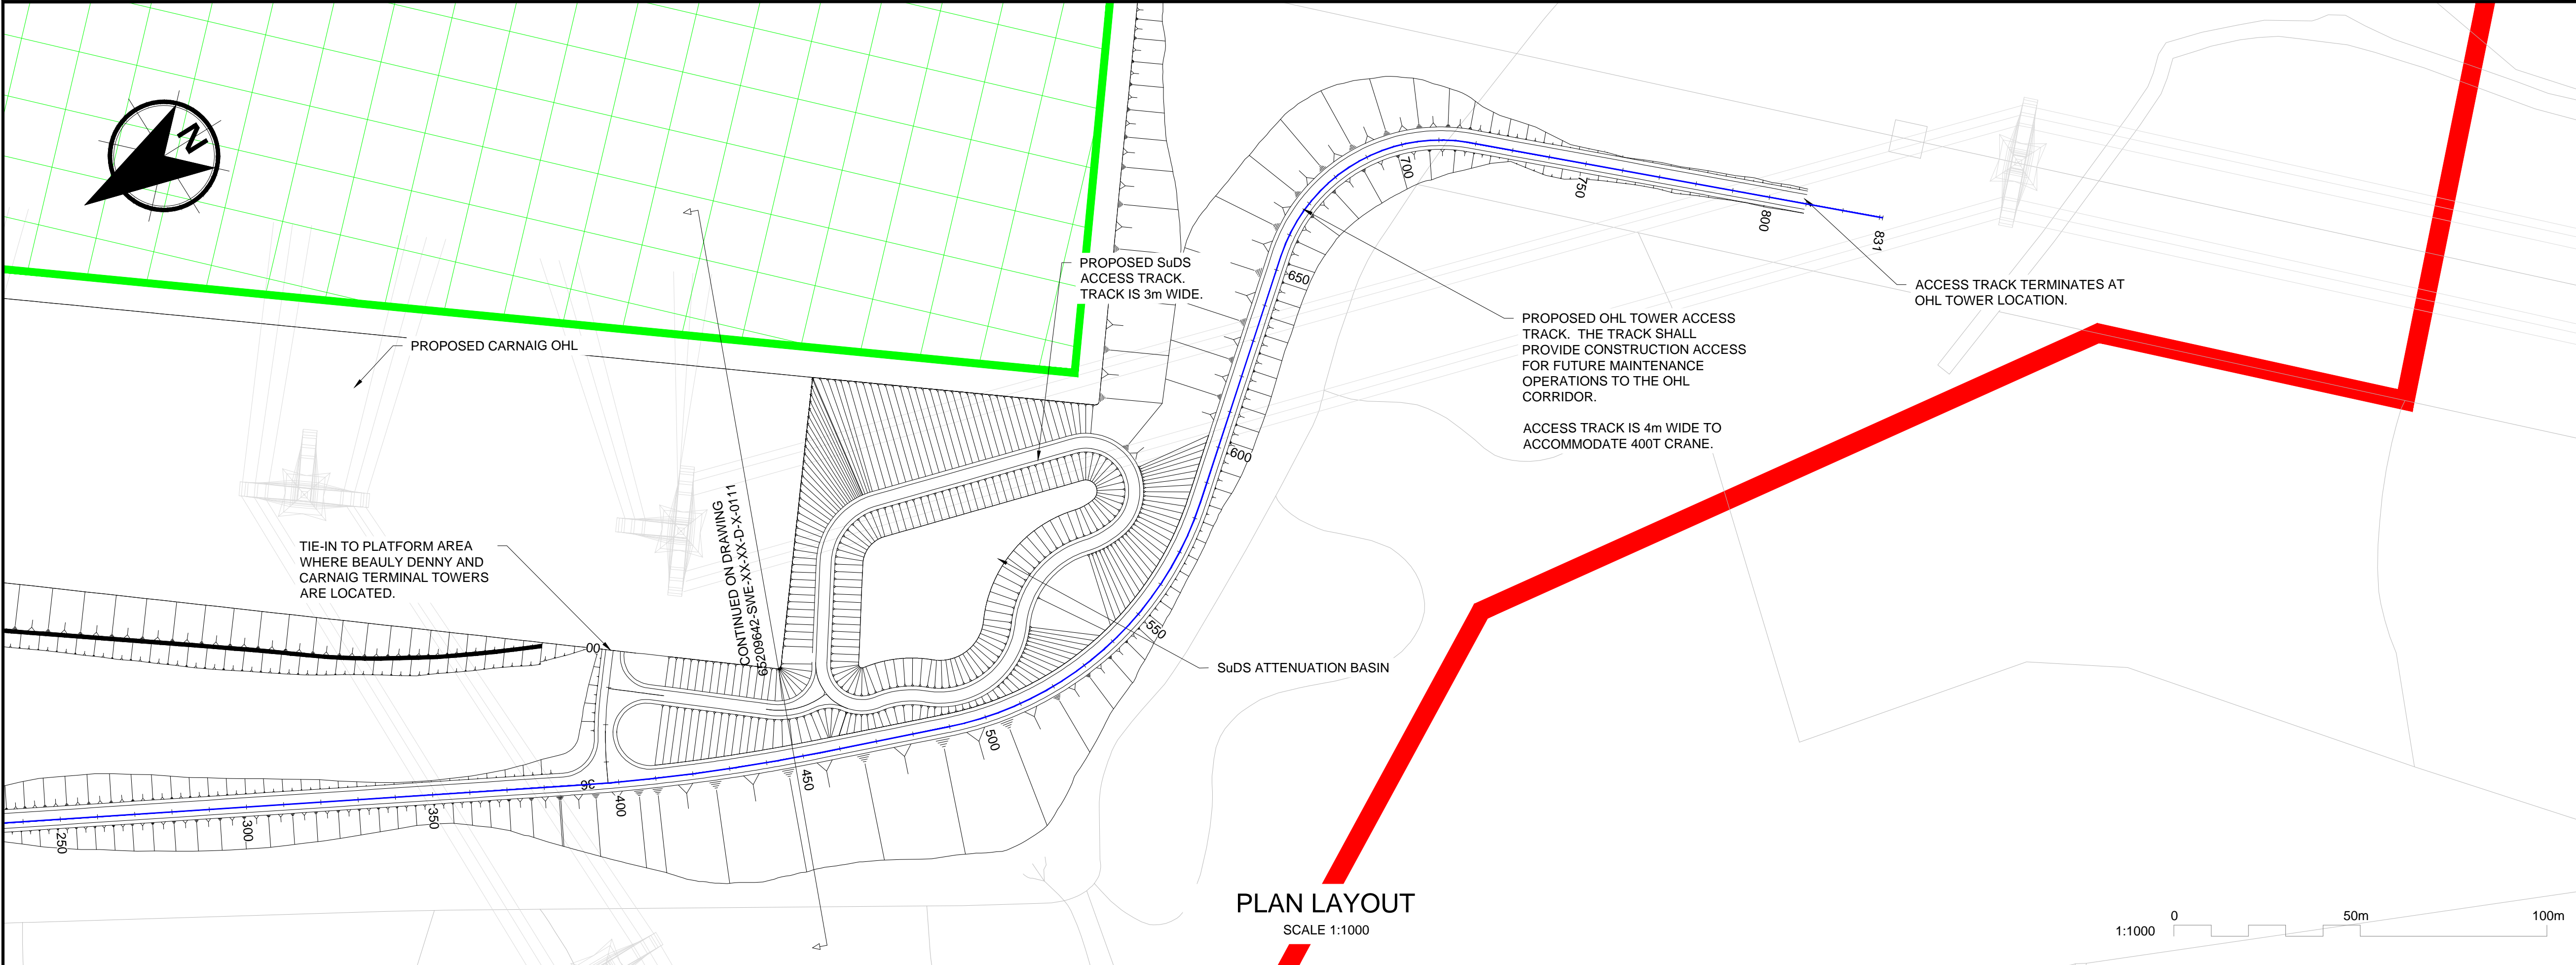 N
PROPOSED CARNAIG OHL
PROPOSED SuDS
ACCESS TRACK.
TRACK IS 3m WIDE.
PROPOSED OHL TOWER ACCESS
TRACK. THE TRACK SHALL
PROVIDE CONSTRUCTION ACCESS
FOR FUTURE MAINTENANCE
OPERATIONS TO THE OHL
CORRIDOR.
ACCESS TRACK IS 4m WIDE TO
ACCOMMODATE 400T CRANE.
ACCESS TRACK TERMINATES AT
OHL TOWER LOCATION.
TIE-IN TO PLATFORM AREA
WHERE BEAULY DENNY AND
CARNAIG TERMINAL TOWERS
ARE LOCATED.
CONTINUED ON DRAWING
65209642-SWE-XX-XX-D-X-0111
SuDS ATTENUATION BASIN
00
36
250
300
350
400
450
500
550
600
650
700
750
800
831
PLAN LAYOUT
SCALE 1:1000
1:1000
0
50m
100m